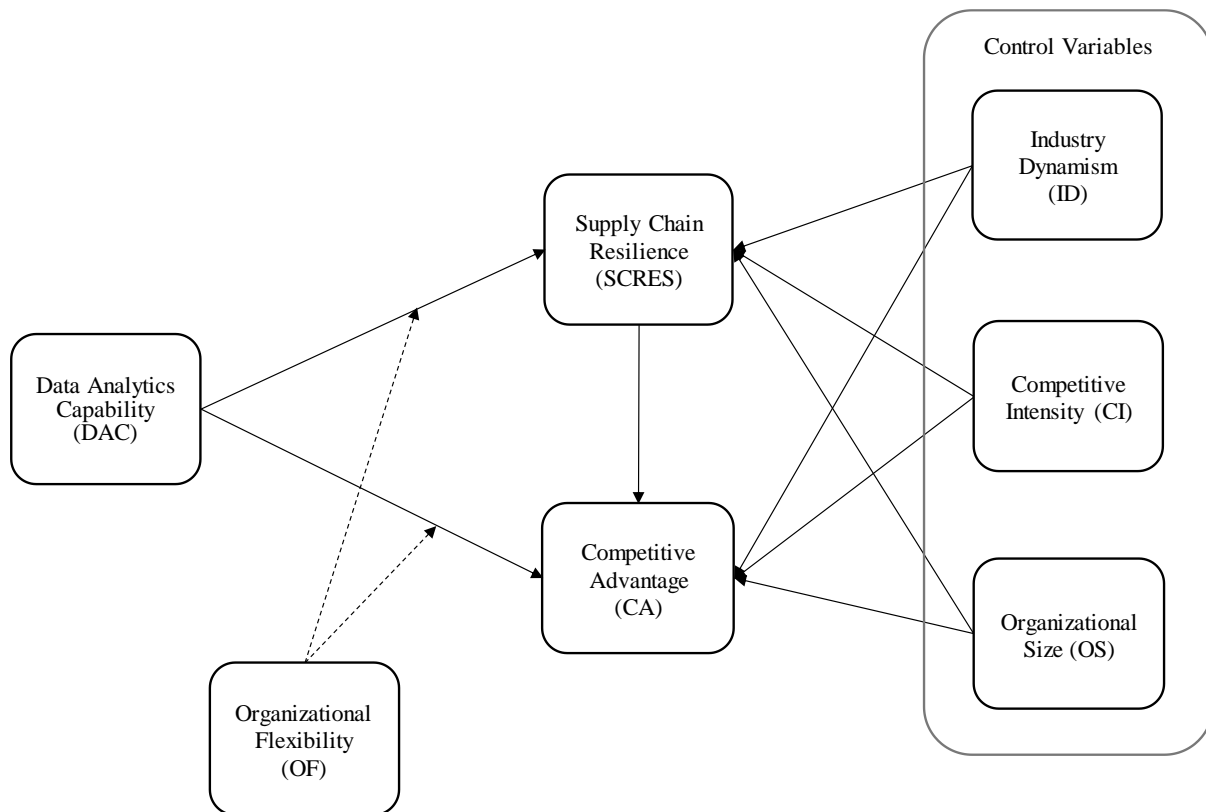 Control Variables
Industry
Dynamism
(ID)
Supply Chain
Resilience
(SCRES)
Data Analytics
Capability
(DAC)
Competitive
Intensity (CI)
Competitive
Advantage
(CA)
Organizational
Size (OS)
Organizational
Flexibility
(OF)